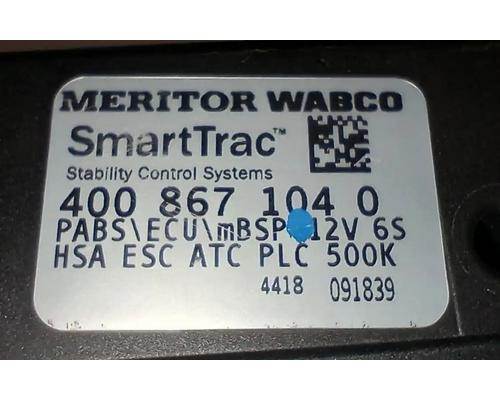 MERITOR WABCO
SmartTrac™
Stability Control Systems
400 867 104 0
PABS\ECU\mBSP 12V 6S
HSA ESC ATC PLC 500K
4418 091839